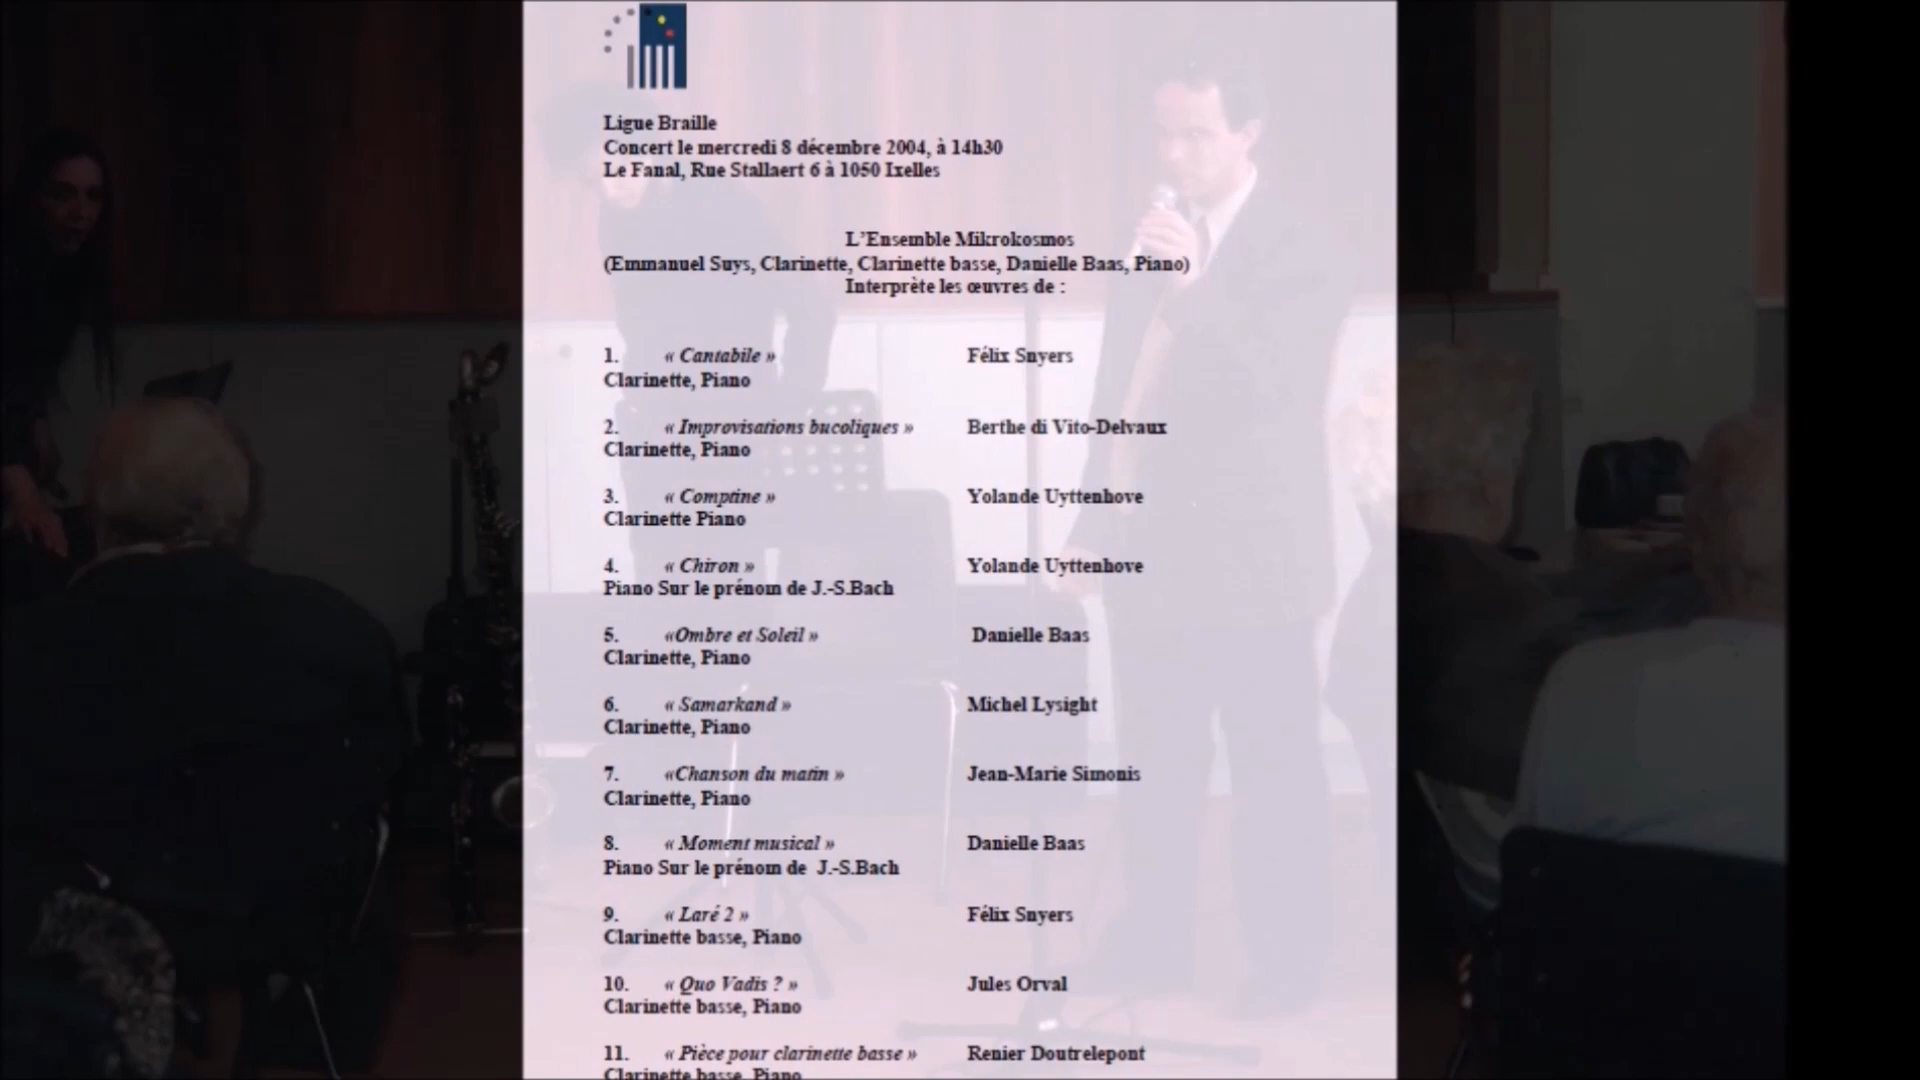 Ligue Braille
Concert le mercredi 8 décembre 2004, à 14h30
Le Fanal, Rue Stallaert 6 à 1050 Ixelles
L’Ensemble Mikrokosmos
(Emmanuel Suys, Clarinette, Clarinette basse, Danielle Baas, Piano)
Interprète les œuvres de :
1. « Cantabile » Félix Snyers
Clarinette, Piano
2. « Improvisations bucoliques » Berthe di Vito-Delvaux
Clarinette, Piano
3. « Comptine » Yolande Uyttenhove
Clarinette Piano
4. « Chiron » Yolande Uyttenhove
Piano Sur le prénom de J.-S.Bach
5. «Ombre et Soleil » Danielle Baas
Clarinette, Piano
6. « Samarkand » Michel Lysight
Clarinette, Piano
7. «Chanson du matin » Jean-Marie Simonis
Clarinette, Piano
8. « Moment musical » Danielle Baas
Piano Sur le prénom de J.-S.Bach
9. « Laré 2 » Félix Snyers
Clarinette basse, Piano
10. « Quo Vadis ? » Jules Orval
Clarinette basse, Piano
11. « Pièce pour clarinette basse » Renier Doutrelepont
Clarinette basse, Piano